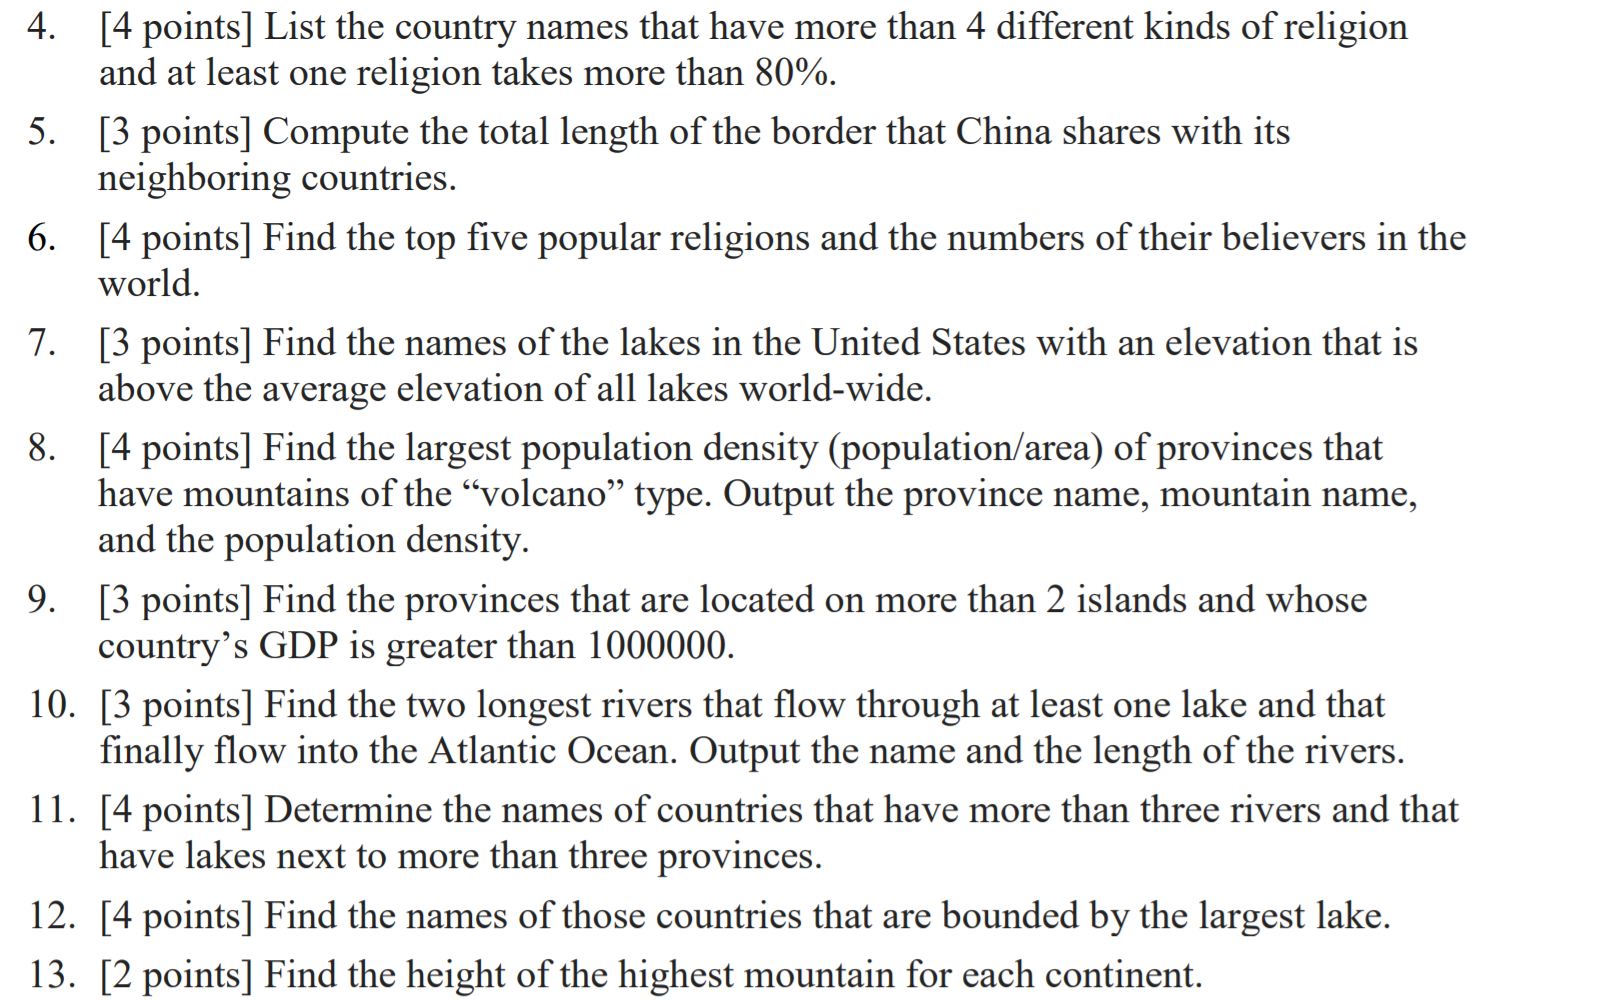 4. [4 points] List the country names that have more than 4 different kinds of religion
and at least one religion takes more than 80%.
5. [3 points] Compute the total length of the border that China shares with its
neighboring countries.
6. [4 points] Find the top five popular religions and the numbers of their believers in the
world.
7. [3 points] Find the names of the lakes in the United States with an elevation that is
above the average elevation of all lakes world-wide.
8. [4 points] Find the largest population density (population/area) of provinces that
have mountains of the “volcano” type. Output the province name, mountain name,
and the population density.
9. [3 points] Find the provinces that are located on more than 2 islands and whose
country’s GDP is greater than 1000000.
10. [3 points] Find the two longest rivers that flow through at least one lake and that
finally flow into the Atlantic Ocean. Output the name and the length of the rivers.
11. [4 points] Determine the names of countries that have more than three rivers and that
have lakes next to more than three provinces.
12. [4 points] Find the names of those countries that are bounded by the largest lake.
13. [2 points] Find the height of the highest mountain for each continent.